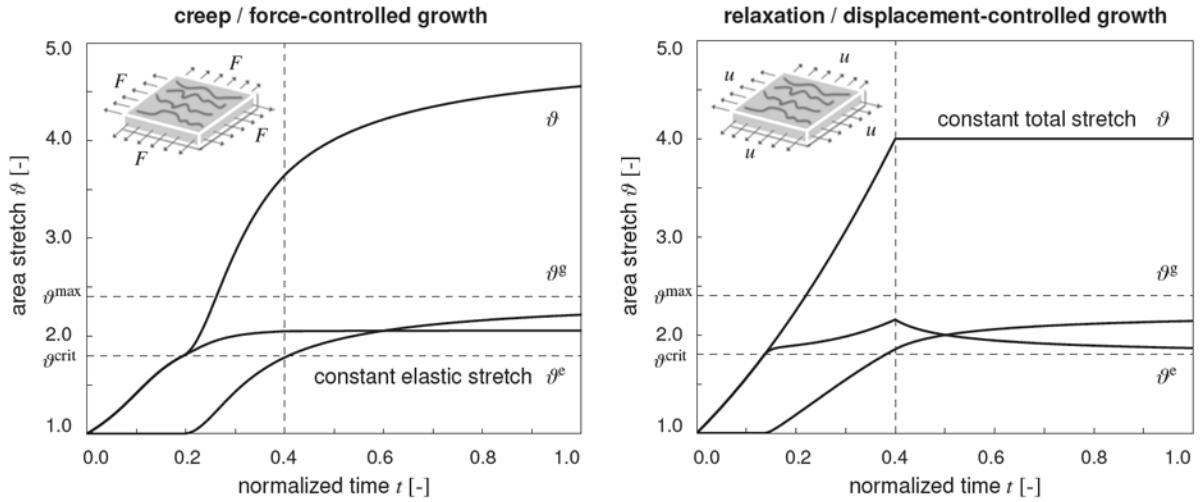 creep / force-controlled growth
5.0
4.0
3.0
ϑmax
2.0
ϑcrit
1.0
area stretch ϑ [-]
F
F
F
F
ϑ
ϑg
constant elastic stretch ϑe
0.0 0.2 0.4 0.6 0.8 1.0
normalized time t [-]
relaxation / displacement-controlled growth
5.0
4.0
3.0
ϑmax
2.0
ϑcrit
1.0
area stretch ϑ [-]
u
u
u
u
constant total stretch ϑ
ϑg
ϑe
0.0 0.2 0.4 0.6 0.8 1.0
normalized time t [-]